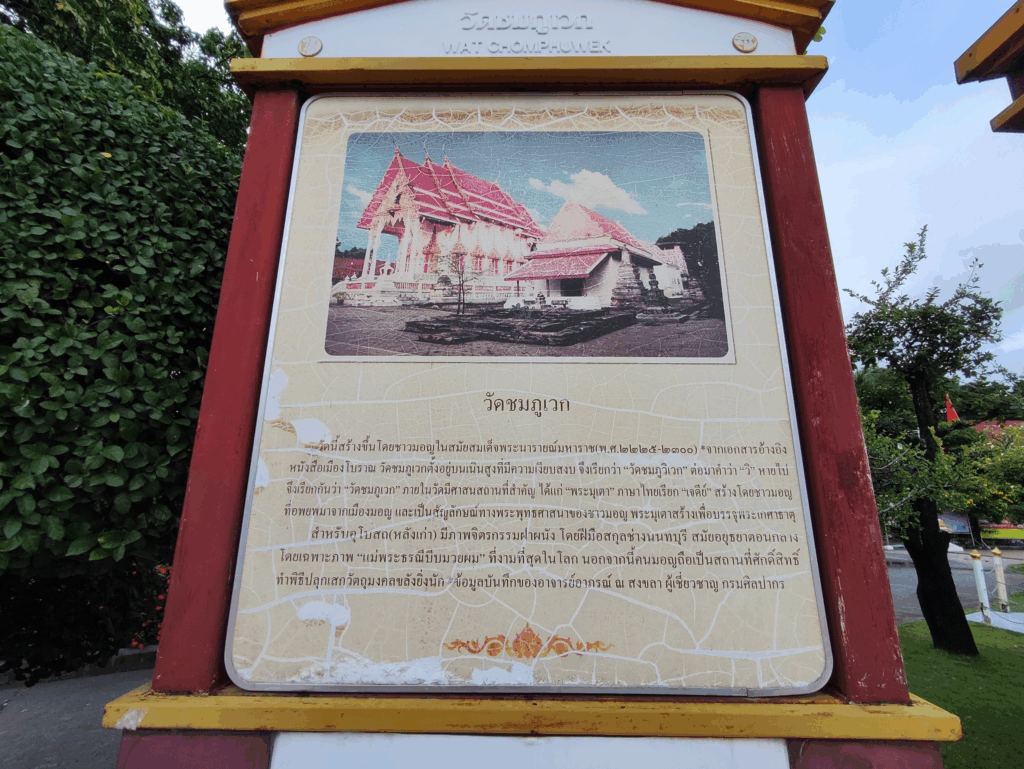 วัดชมภูเวก
WAT CHOMPHUWEK
วัดชมภูเวก
วัดนี้สร้างขึ้นโดยชาวมอญในสมัยสมเด็จพระนารายณ์มหาราช(พ.ศ.๒๒๒๕-๒๓๐๐) *จากเอกสารอ้างอิง
หนังสือเมืองโบราณ วัดชมภูเวกตั้งอยู่บนเนินสูงที่มีความเงียบสงบ จึงเรียกว่า "วัดชมภูวิเวก" ต่อมาคำว่า "วิ" หายไป
จึงเรียกกันว่า "วัดชมภูเวก" ภายในวัดมีศาสนสถานที่สำคัญ ได้แก่ "พระมุเตา" ภาษาไทยเรียก "เจดีย์" สร้างโดยชาวมอญ
ที่อพยพมาจากเมืองมอญ และเป็นสัญลักษณ์ทางพระพุทธศาสนาของชาวมอญ พระมุเตาสร้างเพื่อบรรจุพระเกศาธาตุ
สำหรับอุโบสถ(หลังเก่า) มีภาพจิตรกรรมฝาผนัง โดยฝีมือสกุลช่างนนทบุรี สมัยอยุธยาตอนกลาง
โดยเฉพาะภาพ "แม่พระธรณีบีบมวยผม" ที่งามที่สุดในโลก นอกจากนี้คนมอญถือเป็นสถานที่ศักดิ์สิทธิ์
ทำพิธีปลุกเสกวัตถุมงคลขลังยิ่งนัก *ข้อมูลบันทึกของอาจารย์อาภรณ์ ณ สงขลา ผู้เชี่ยวชาญ กรมศิลปากร